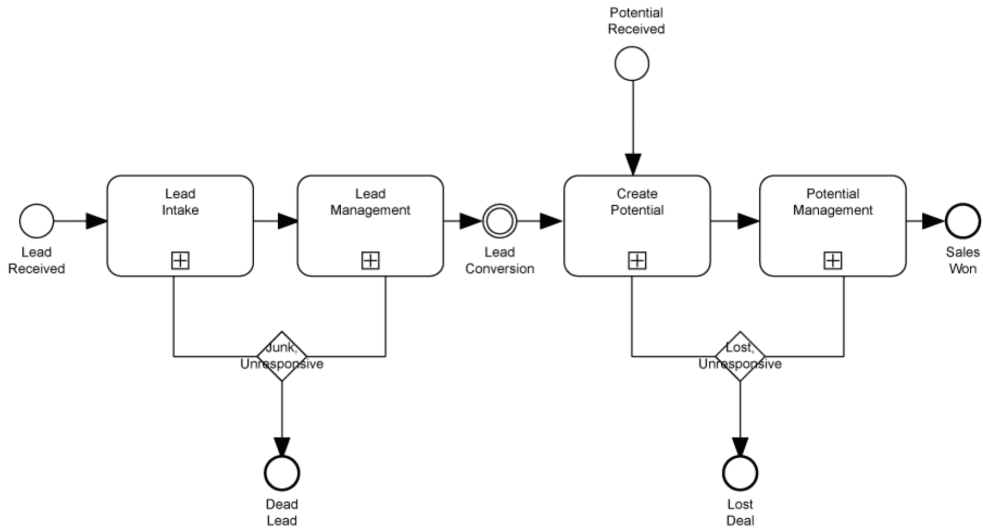 Potential
Received
Lead
Intake
Lead
Management
Create
Potential
Potential
Management
Lead
Received
Lead
Conversion
Sales
Won
Junk,
Unresponsive
Lost,
Unresponsive
Dead
Lead
Lost
Deal